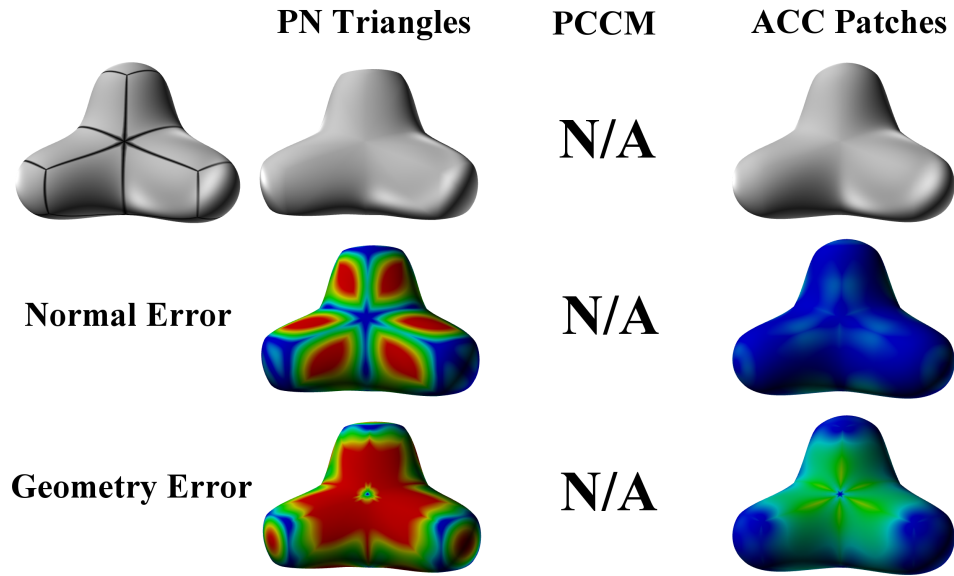 PN Triangles PCCM ACC Patches
N/A
Normal Error N/A
Geometry Error N/A